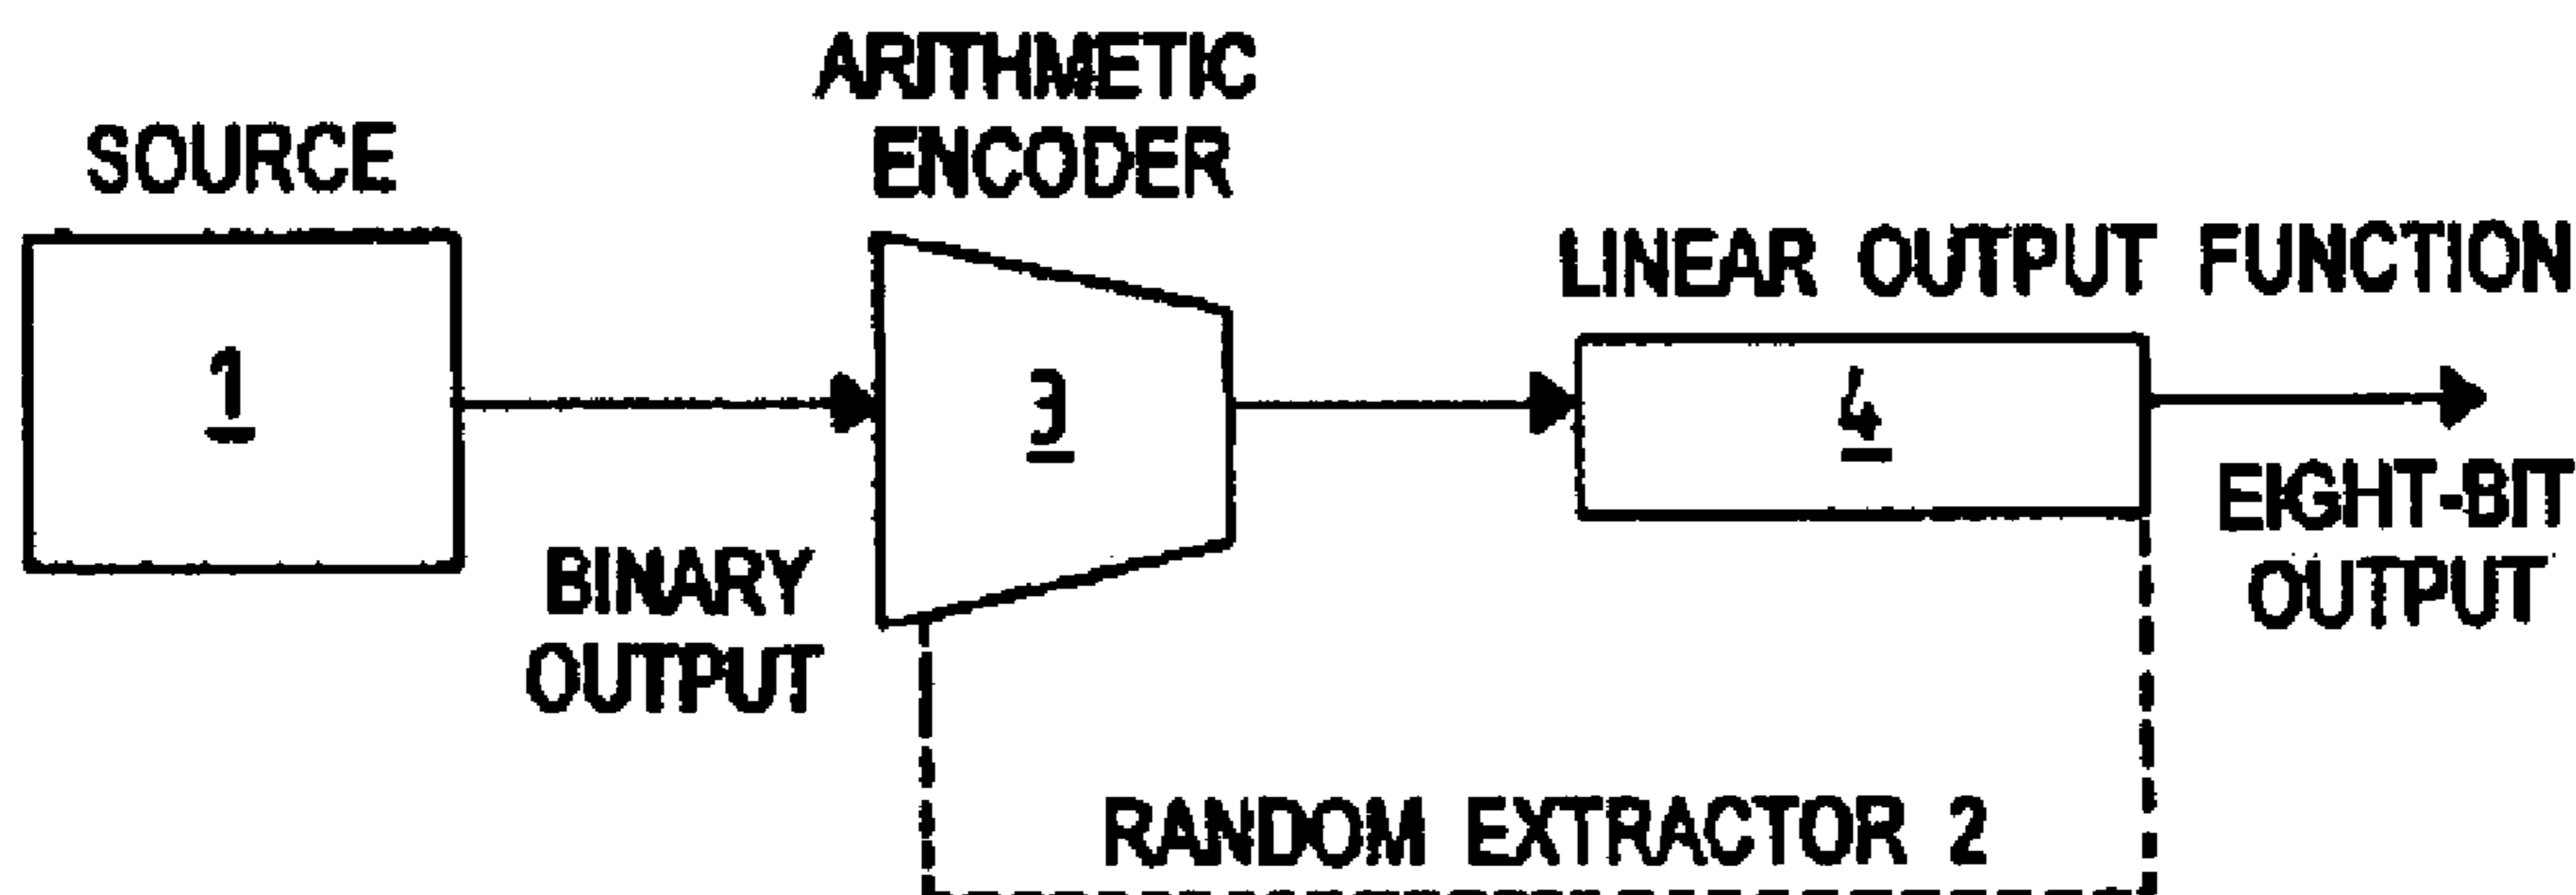 SOURCE
1
BINARY
OUTPUT
ARITHMETIC
ENCODER
3
LINEAR OUTPUT FUNCTION
4
EIGHT-BIT
OUTPUT
RANDOM EXTRACTOR 2